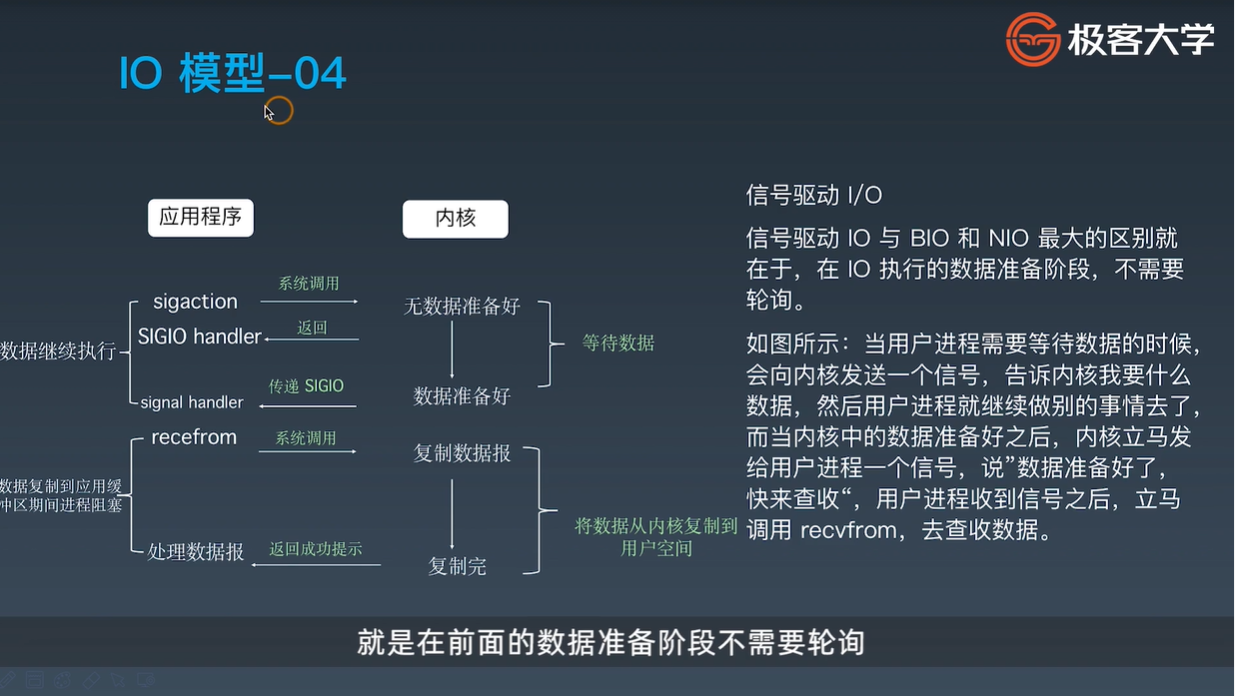 极客大学
IO 模型-04
应用程序
内核
sigaction
系统调用
无数据准备好
SIGIO handler
返回
数据继续执行
等待数据
传递 SIGIO
signal handler
数据准备好
recefrom
系统调用
复制数据报
数据复制到应用缓
冲区期间进程阻塞
将数据从内核复制到
用户空间
处理数据报
返回成功提示
复制完
信号驱动 I/O
信号驱动 IO 与 BIO 和 NIO 最大的区别就
在于，在 IO 执行的数据准备阶段，不需要
轮询。
如图所示：当用户进程需要等待数据的时候，
会向内核发送一个信号，告诉内核我要什么
数据，然后用户进程就继续做别的事情去了，
而当内核中的数据准备好之后，内核立马发
给用户进程一个信号，说”数据准备好了，
快来查收“，用户进程收到信号之后，立马
调用 recvfrom，去查收数据。
就是在前面的数据准备阶段不需要轮询